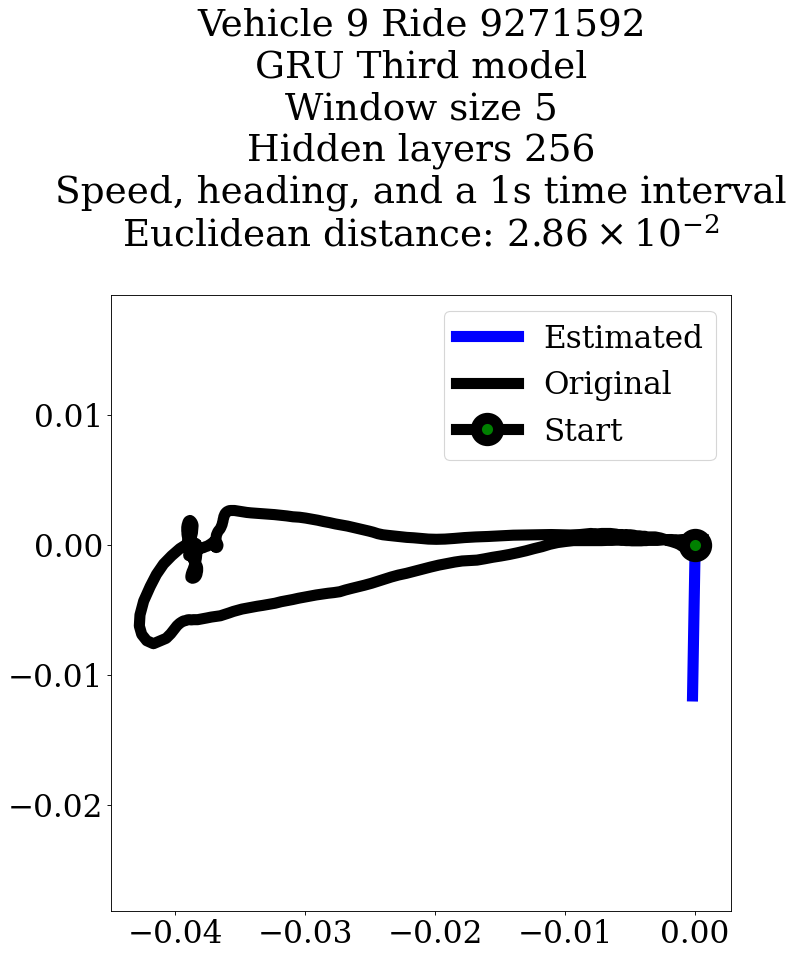 Vehicle 9 Ride 9271592
GRU Third model
Window size 5
Hidden layers 256
Speed, heading, and a 1s time interval
Euclidean distance: 2.86 × 10⁻²
Estimated
Original
Start
0.01
0.00
−0.01
−0.02
−0.04 −0.03 −0.02 −0.01 0.00